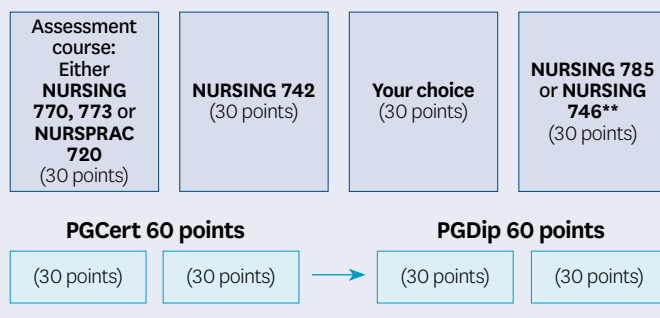 Assessment
course:
Either
NURSING
770, 773 or
NURSPRAC
720
(30 points)
NURSING 742
(30 points)
Your choice
(30 points)
NURSING 785
or NURSING
746**
(30 points)
PGCert 60 points
PGDip 60 points
(30 points)
(30 points)
(30 points)
(30 points)